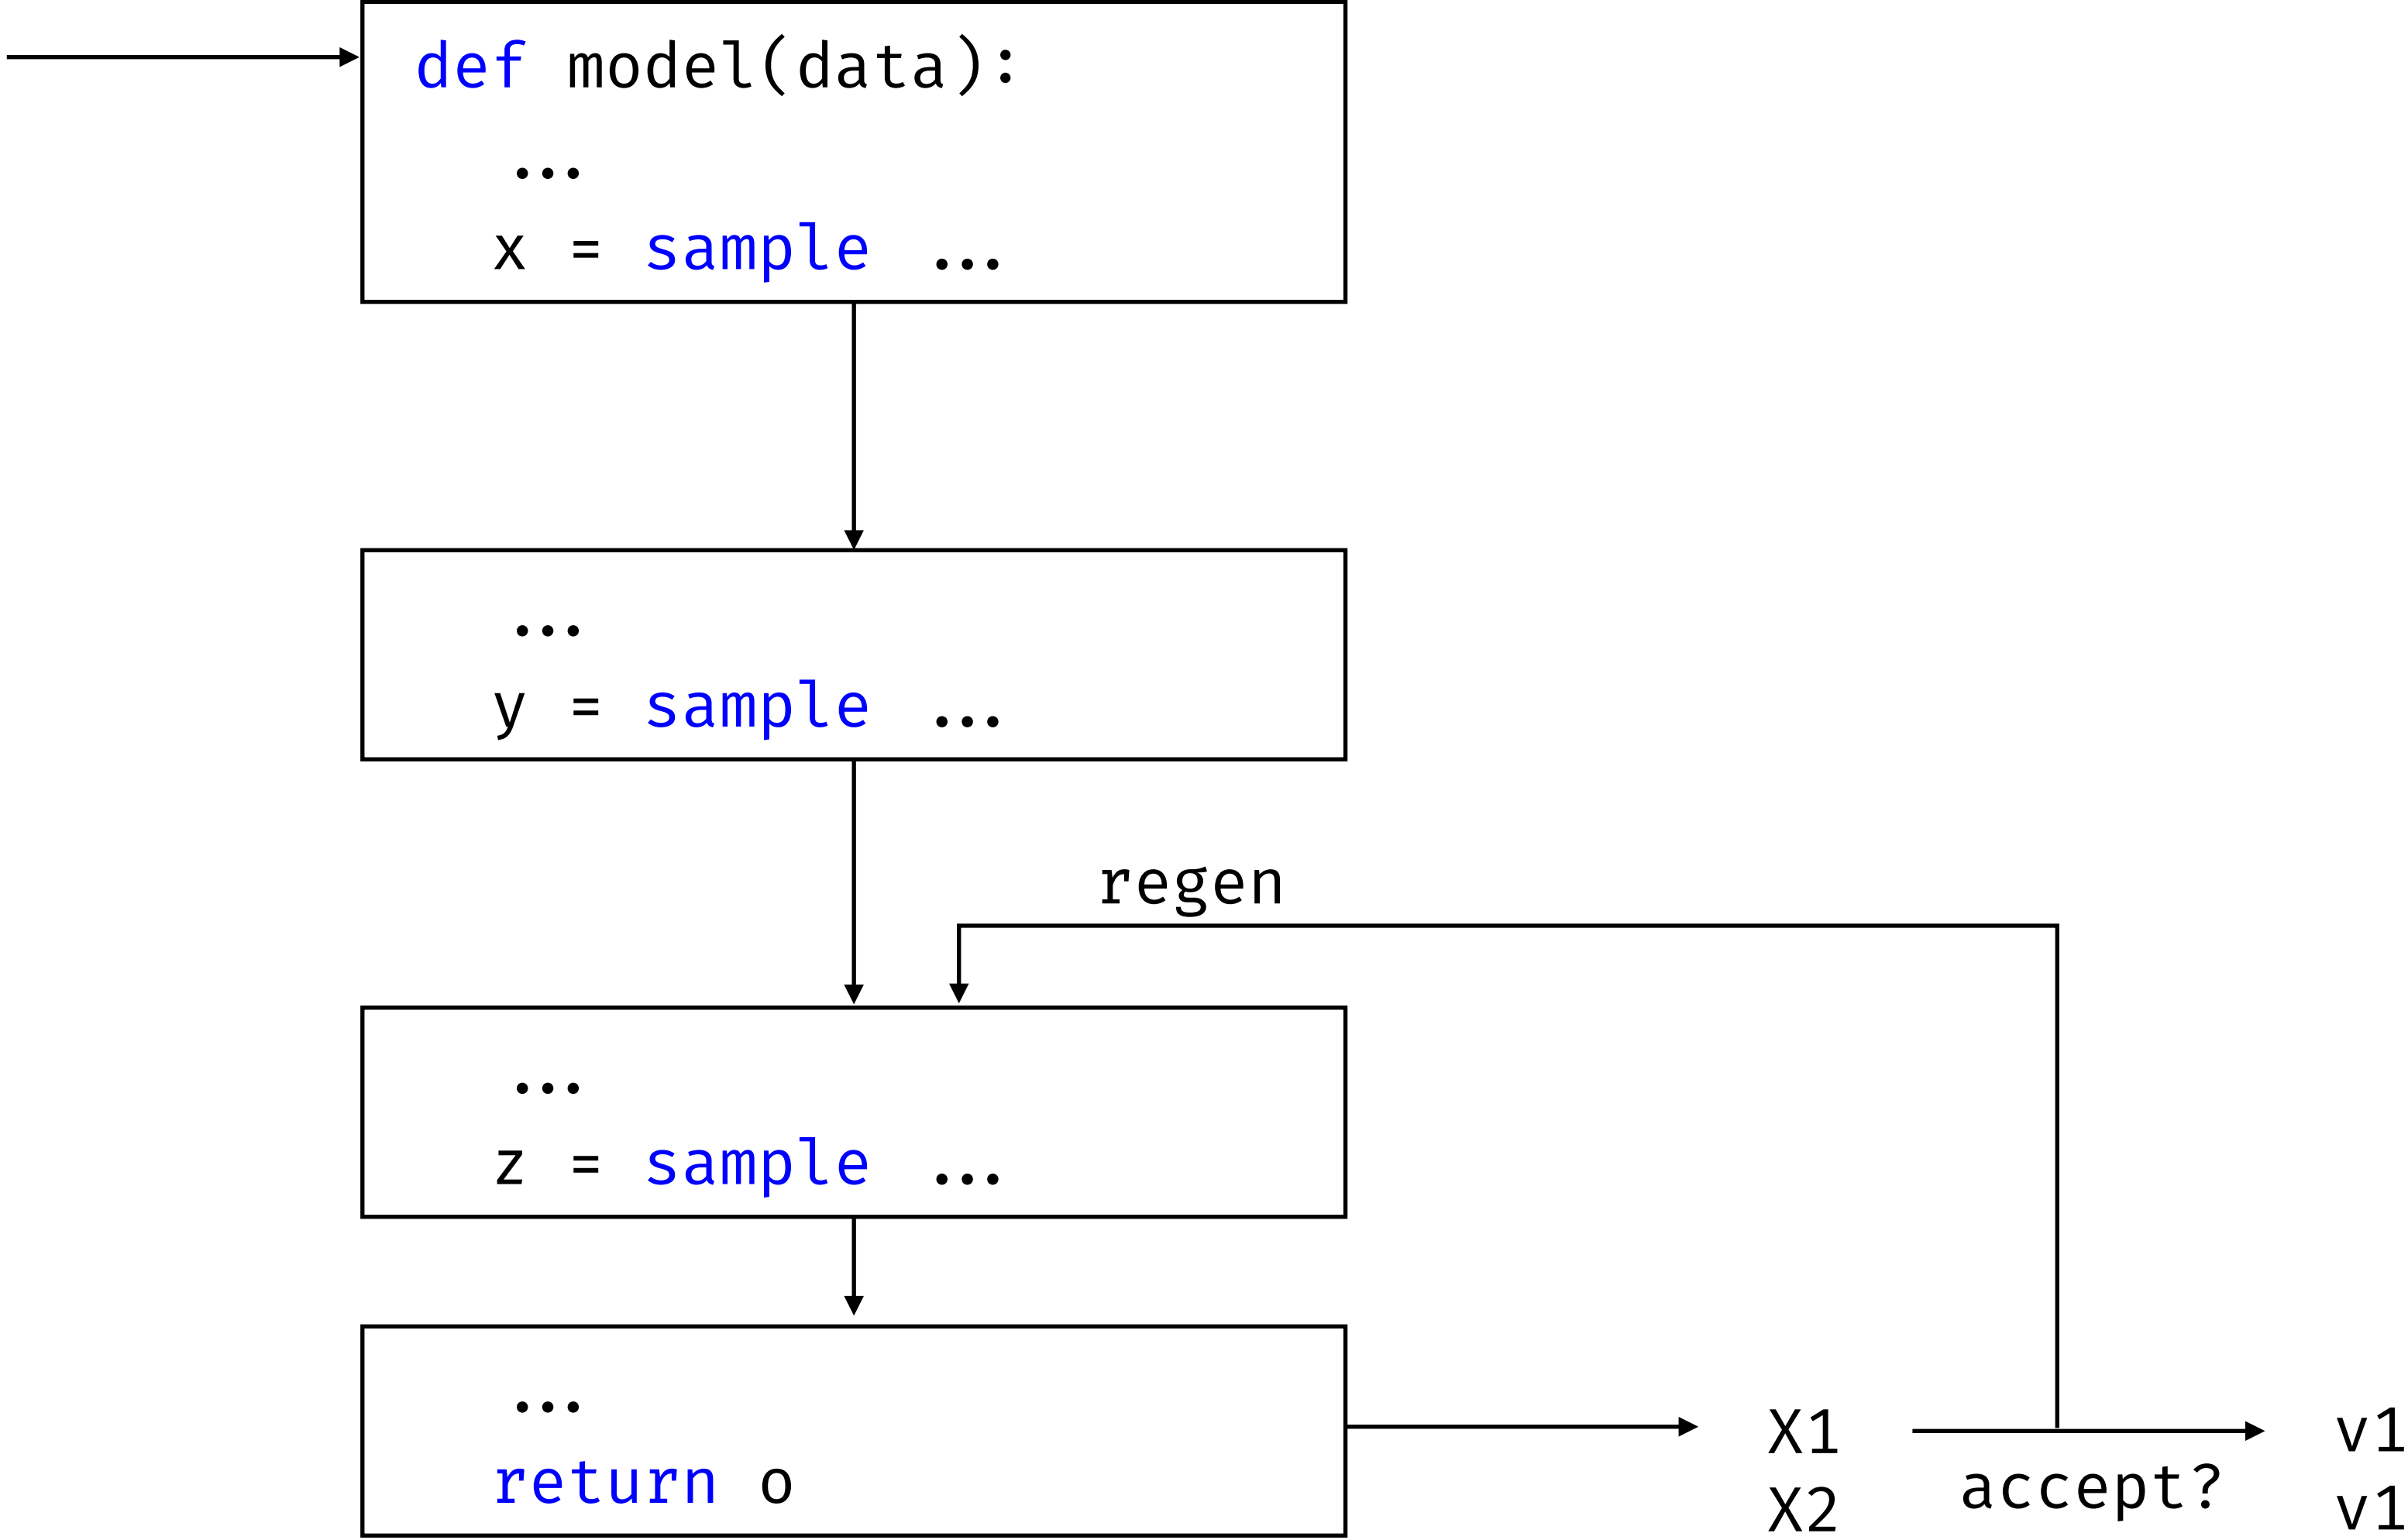 def model(data):
...
x = sample ...
...
y = sample ...
regen
...
z = sample ...
...
return o
X1
X2
accept?
v1
v1